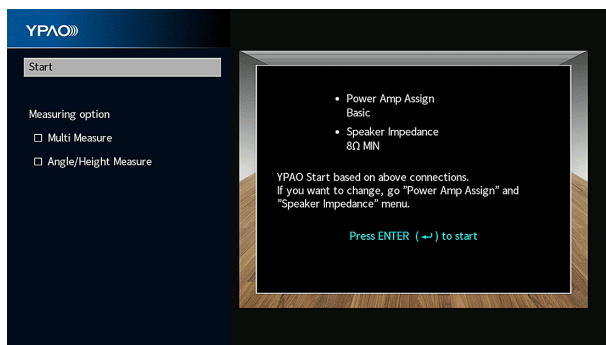 YPAO
Start
Measuring option
Multi Measure
Angle/Height Measure
• Power Amp Assign
Basic
• Speaker Impedance
8Ω MIN
YPAO Start based on above connections.
If you want to change, go "Power Amp Assign" and
"Speaker Impedance" menu.
Press ENTER (↵) to start